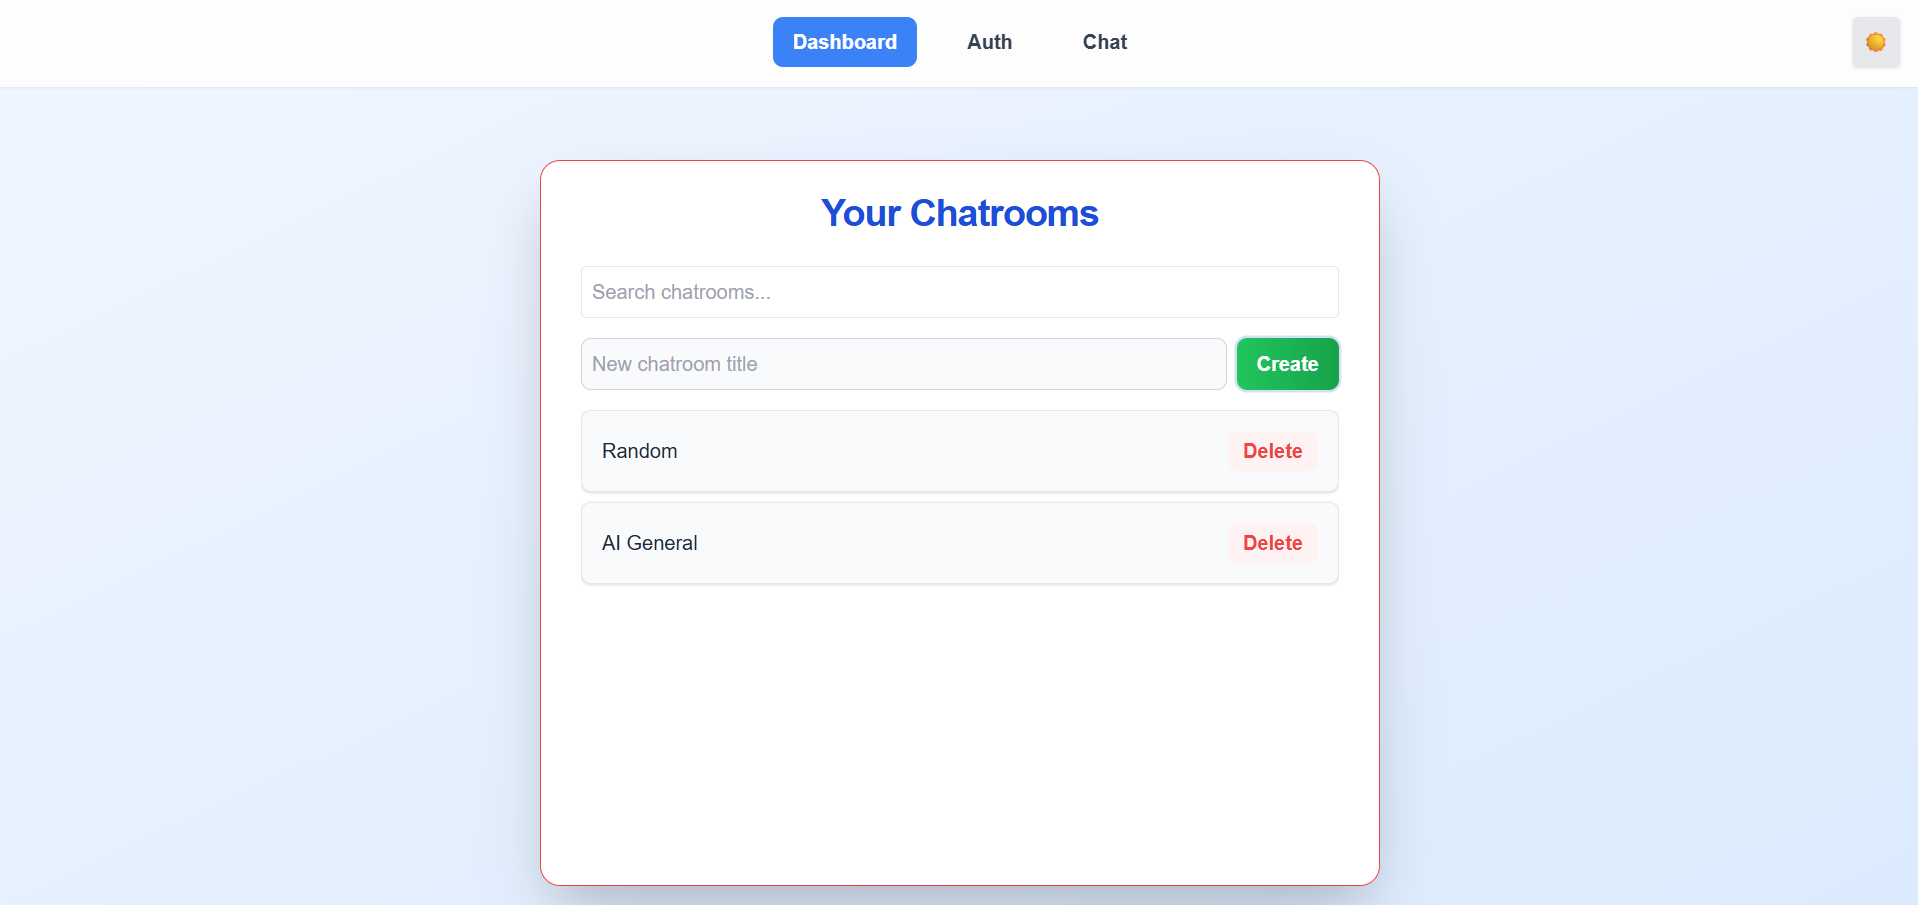 Dashboard Auth Chat
Your Chatrooms
Search chatrooms...
New chatroom title Create
Random Delete
AI General Delete